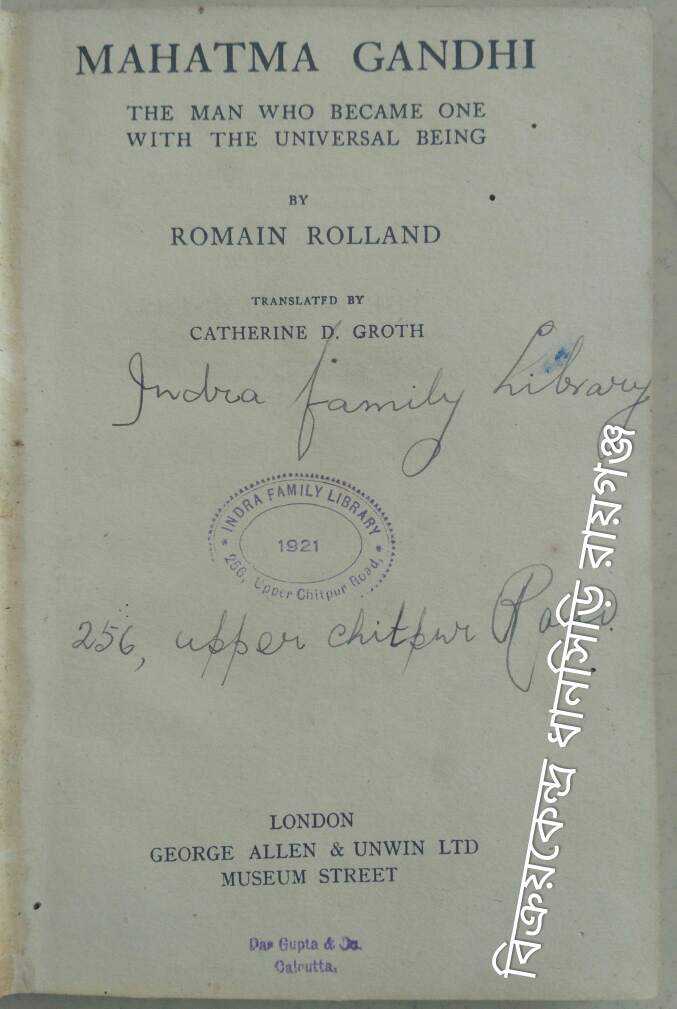 MAHATMA GANDHI
THE MAN WHO BECAME ONE
WITH THE UNIVERSAL BEING
BY
ROMAIN ROLLAND
TRANSLATED BY
CATHERINE D. GROTH
Indra family Library
INDRA FAMILY LIBRARY
1921
256, Upper Chitpur Road,
256, upper chitpur Road.
LONDON
GEORGE ALLEN & UNWIN LTD
MUSEUM STREET
Das Gupta & Co.
Calcutta,
বিক্রয়কেন্দ্র ধানসিড়ি রায়গঞ্জ